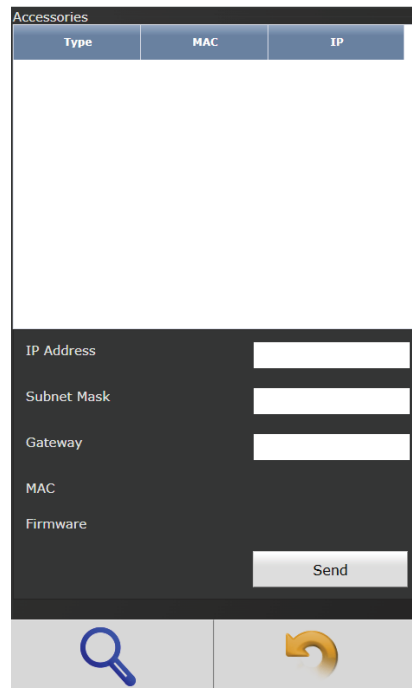 Accessories
Type MAC IP
IP Address
Subnet Mask
Gateway
MAC
Firmware
Send